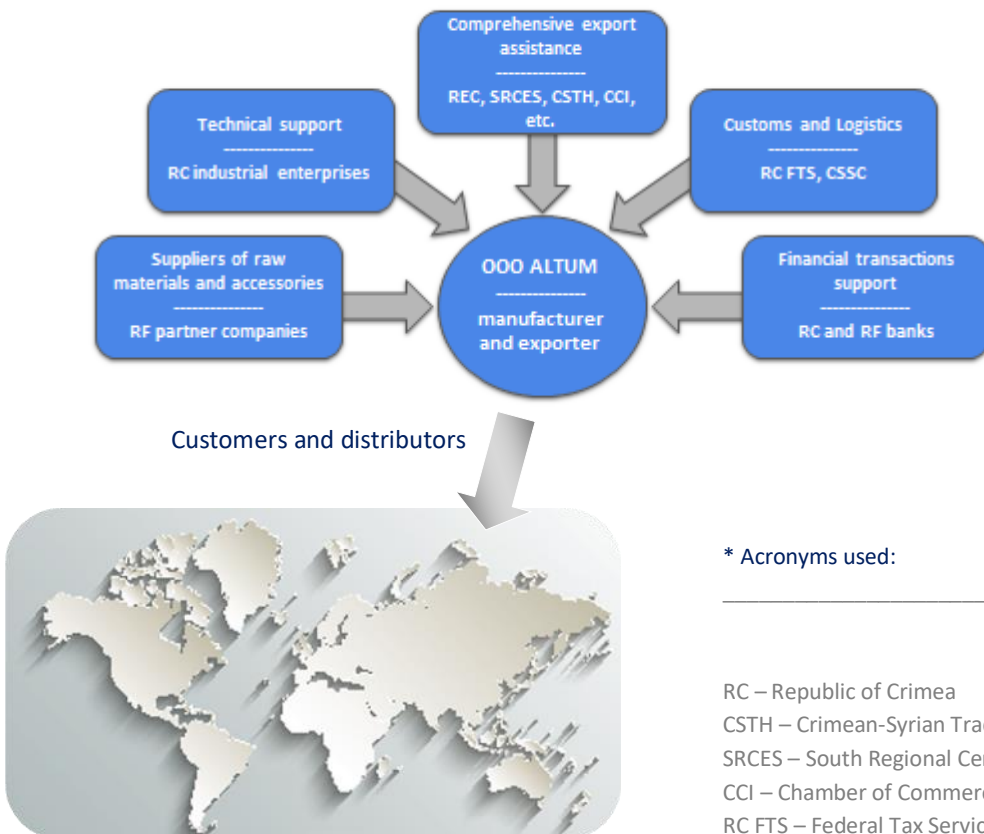 Comprehensive export
assistance
---------------
REC, SRCES, CSTH, CCI,
etc.
Technical support
---------------
RC industrial enterprises
Customs and Logistics
---------------
RC FTS, CSSC
Suppliers of raw
materials and accessories
---------------
RF partner companies
OOO ALTUM
---------------
manufacturer
and exporter
Financial transactions
support
---------------
RC and RF banks
Customers and distributors
* Acronyms used:
RC – Republic of Crimea
CSTH – Crimean-Syrian
SRCES – South Regional
CCI – Chamber of
RC FTS – Federal Tax